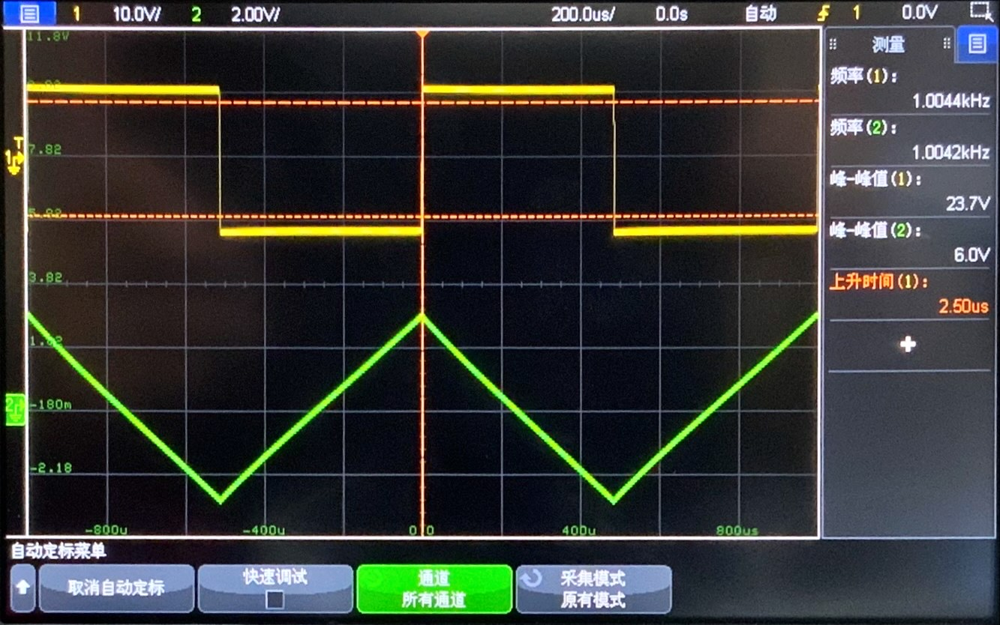 1 10.0V/ 2 2.00V/ 200.0us/ 0.0s 自动 1 0.0V
11.8V
7.82
5.82
3.82
1.82
-180m
-2.18
-800u -400u 0.0 400u 800us
T
1
2
测量
频率(1):
1.0044kHz
频率(2):
1.0042kHz
峰-峰值(1):
23.7V
峰-峰值(2):
6.0V
上升时间(1):
2.50us
自动定标菜单
取消自动定标
快速调试
通道
所有通道
采集模式
原有模式